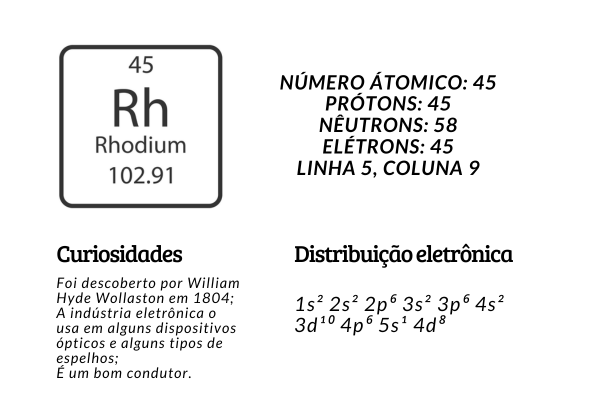 45
Rh
Rhodium
102.91
NÚMERO ÁTOMICO: 45
PRÓTONS: 45
NÊUTRONS: 58
ELÉTRONS: 45
LINHA 5, COLUNA 9
Curiosidades
Foi descoberto por William
Hyde Wollaston em 1804;
A indústria eletrônica o
usa em alguns dispositivos
ópticos e alguns tipos de
espelhos;
É um bom condutor.
Distribuição eletrônica
1s² 2s² 2p⁶ 3s² 3p⁶ 4s²
3d¹⁰ 4p⁶ 5s¹ 4d⁸